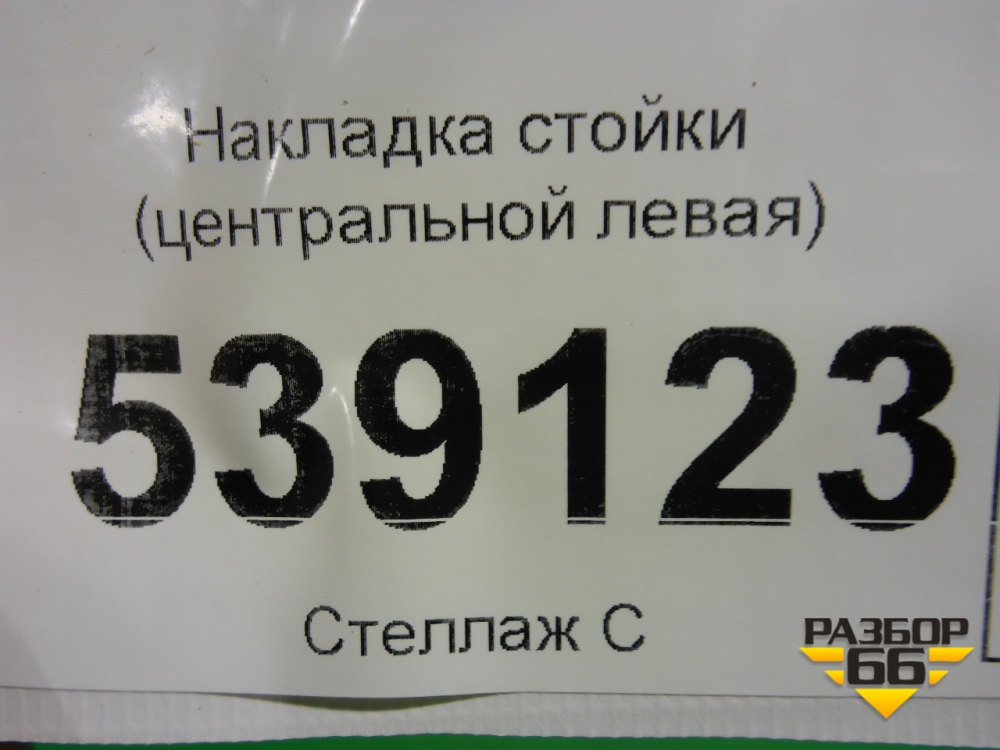 Накладка стойки
(центральной левая)
539123
Стеллаж С
РАЗБОР
66